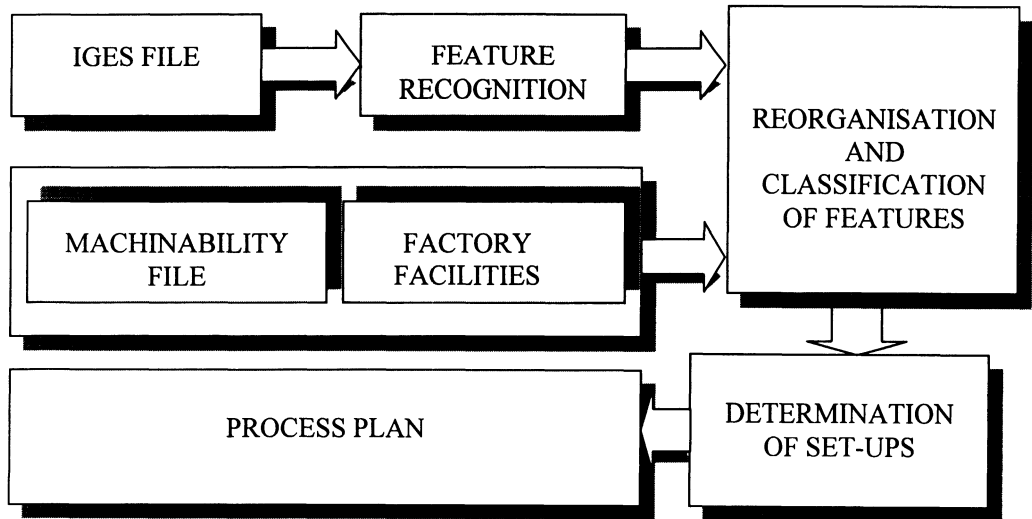 IGES FILE
FEATURE
RECOGNITION
REORGANISATION
AND
CLASSIFICATION
OF FEATURES
MACHINABILITY
FILE
FACTORY
FACILITIES
DETERMINATION
OF SET-UPS
PROCESS PLAN